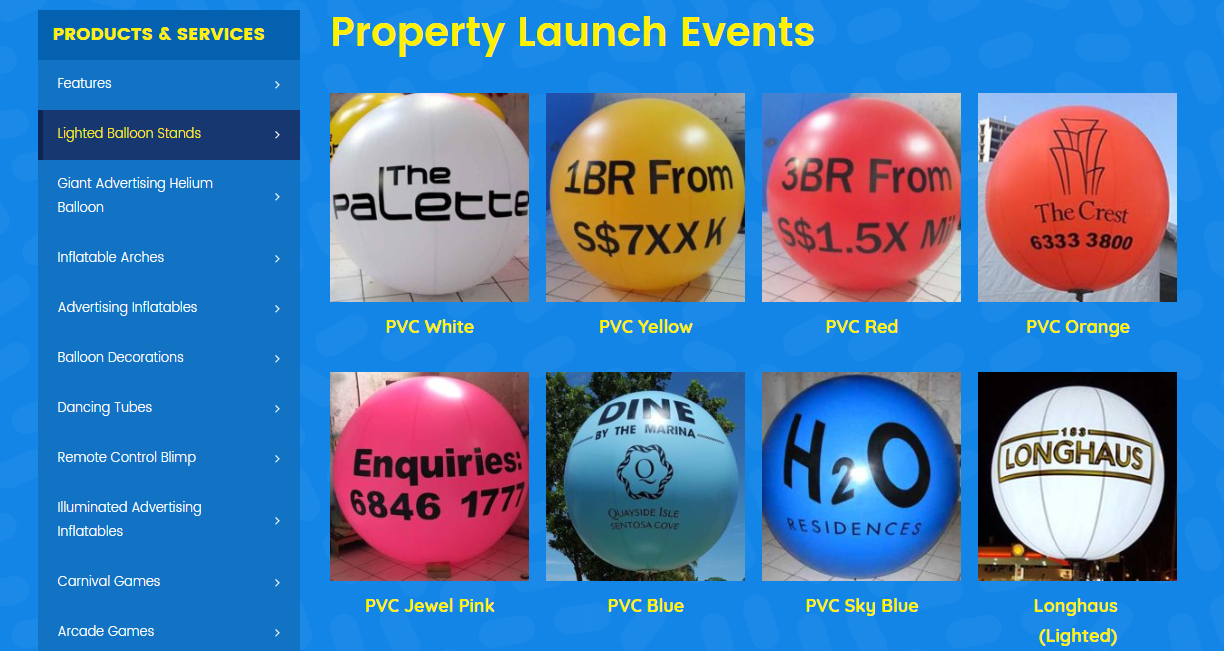 PRODUCTS & SERVICES
Features
Lighted Balloon Stands
Giant Advertising Helium
Balloon
Inflatable Arches
Advertising Inflatables
Balloon Decorations
Dancing Tubes
Remote Control Blimp
Illuminated Advertising
Inflatables
Carnival Games
Arcade Games
Property Launch Events
The
PaLette
1BR From
S$7XX K
3BR From
S$1.5X Mil
The Crest
6333 3800
PVC White
PVC Yellow
PVC Red
PVC Orange
Enquiries:
6846 1777
DINE
BY THE MARINA
Q
QUAYSIDE ISLE
SENTOSA COVE
H2O
RESIDENCES
183
LONGHAUS
PVC Jewel Pink
PVC Blue
PVC Sky Blue
Longhaus
(Lighted)